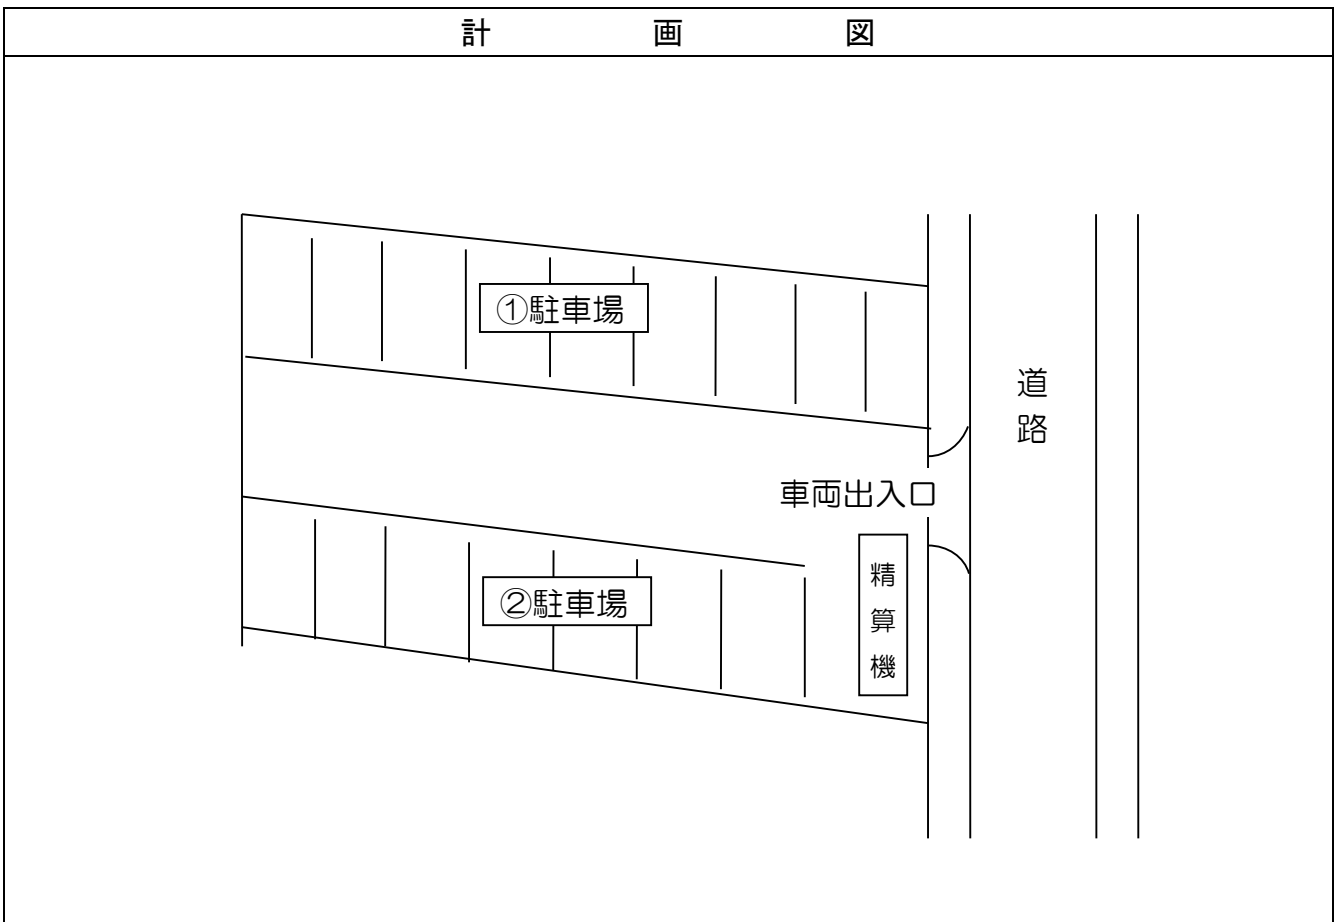 計画図
①駐車場
道路
車両出入口
②駐車場
精算機